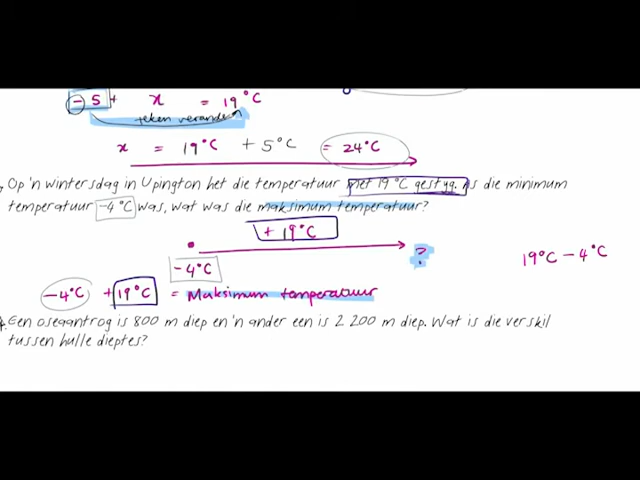 -5 + x = 19°C
teken verander
x = 19°C + 5°C = 24°C
Op 'n wintersdag in Upington het die temperatuur met 19°C gestyg. As die minimum
temperatuur -4°C was, wat was die maksimum temperatuur?
+ 19°C
-4°C ?
19°C - 4°C
-4°C + 19°C = Maksimum temperatuur
Een oseaantrog is 800 m diep en 'n ander een is 2 200 m diep. Wat is die verskil
tussen hulle dieptes?